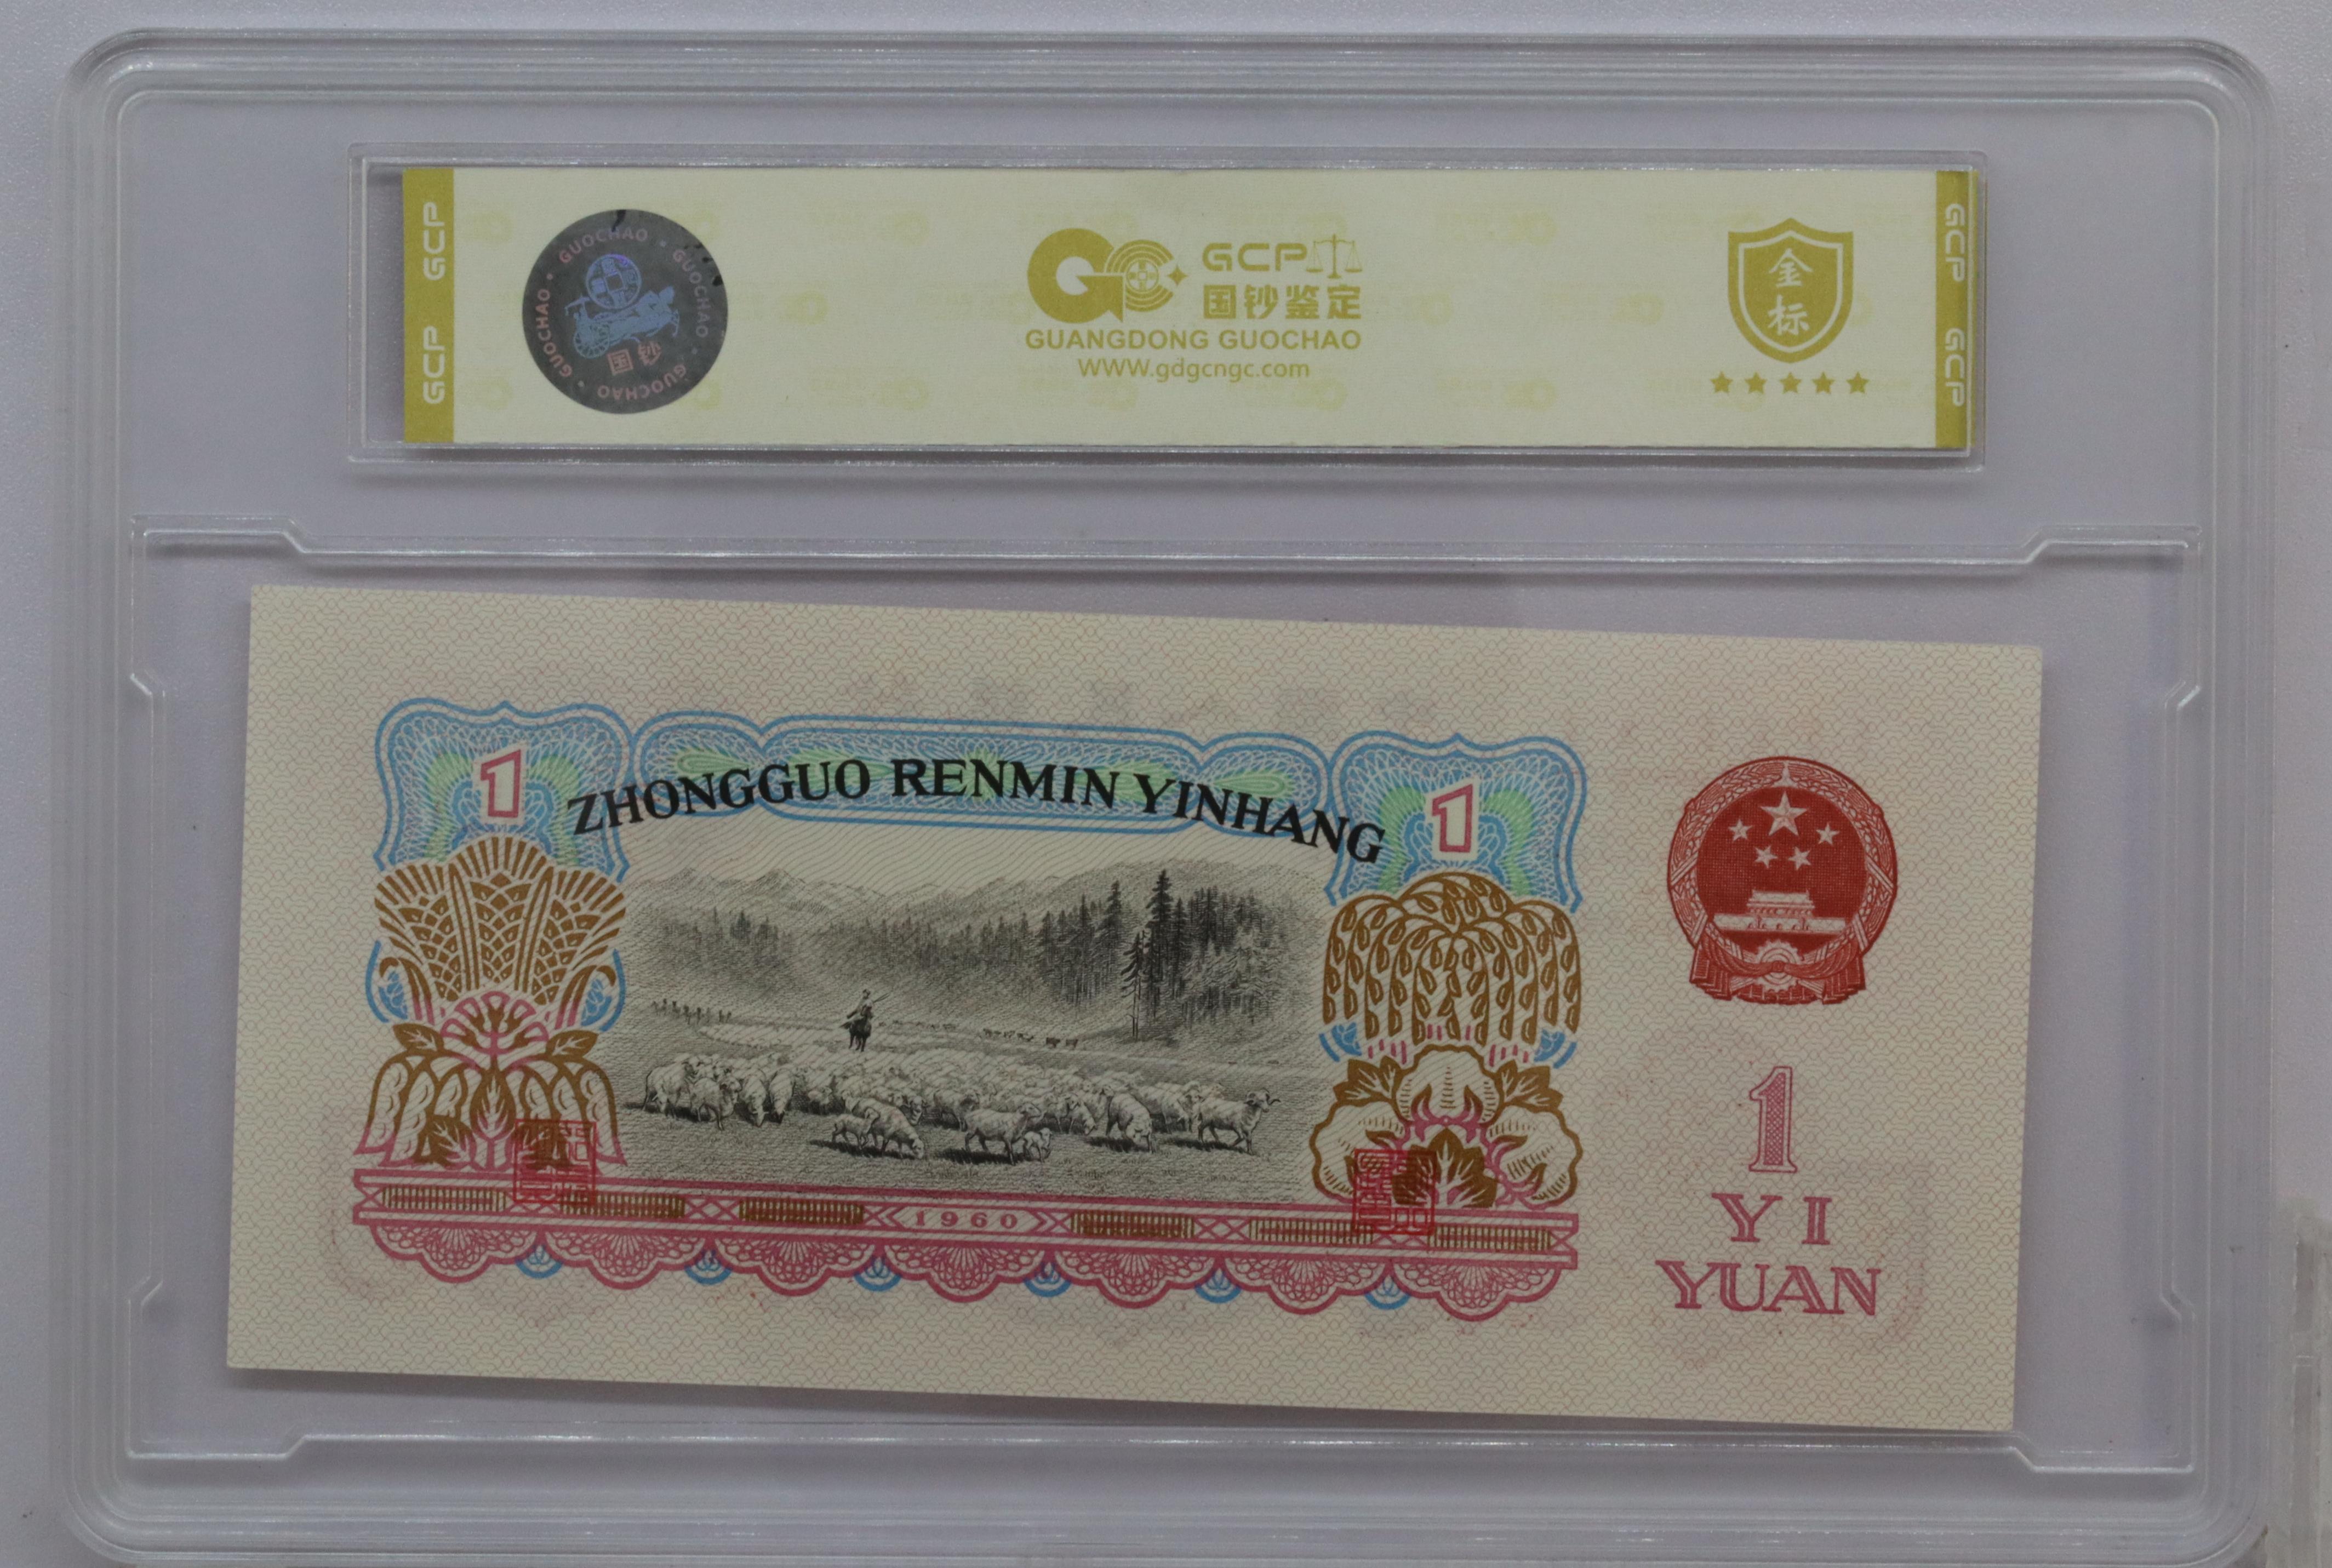 GCP GCP
GUOCHAO • GUOCHAO • GUOCHAO • GUOCHAO
国钞
GCP
国钞鉴定
GUANGDONG GUOCHAO
WWW.gdgcngc.com
金
标
GCP GCP
1
ZHONGGUO RENMIN YINHANG
1
1960
1
YI
YUAN